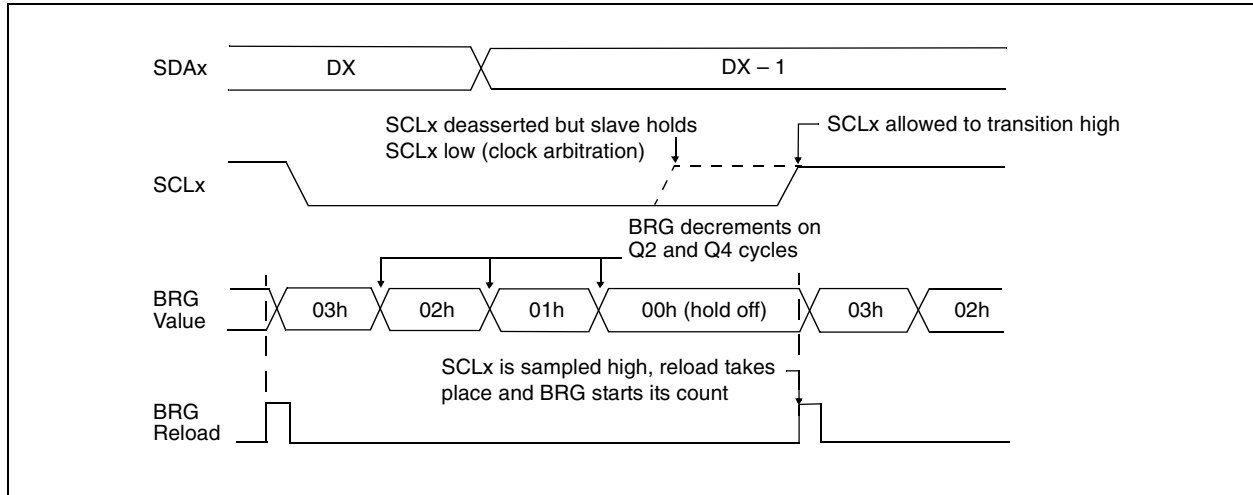 SDAx
DX
DX – 1
SCLx deasserted but slave holds
SCLx low (clock arbitration)
SCLx allowed to transition high
SCLx
BRG decrements on
Q2 and Q4 cycles
BRG
Value
03h
02h
01h
00h (hold off)
03h
02h
SCLx is sampled high, reload takes
place and BRG starts its count
BRG
Reload